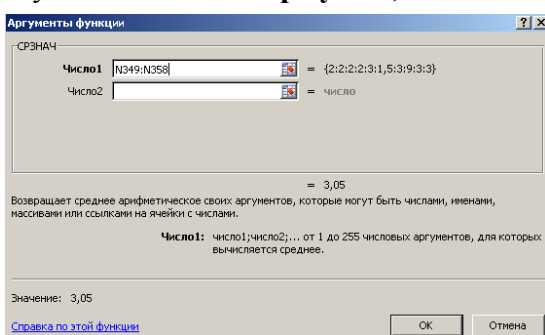 Аргументы функции
СРЗНАЧ
Число1 N349:N358 = {2:2:2:2:3:1,5:3:9:3:3}
Число2 = число
= 3,05
Возвращает среднее арифметическое своих аргументов, которые могут быть числами, именами,
массивами или ссылками на ячейки с числами.
Число1: число1;число2;... от 1 до 255 числовых аргументов, для которых
вычисляется среднее.
Значение: 3,05
Справка по этой функции
ОК Отмена